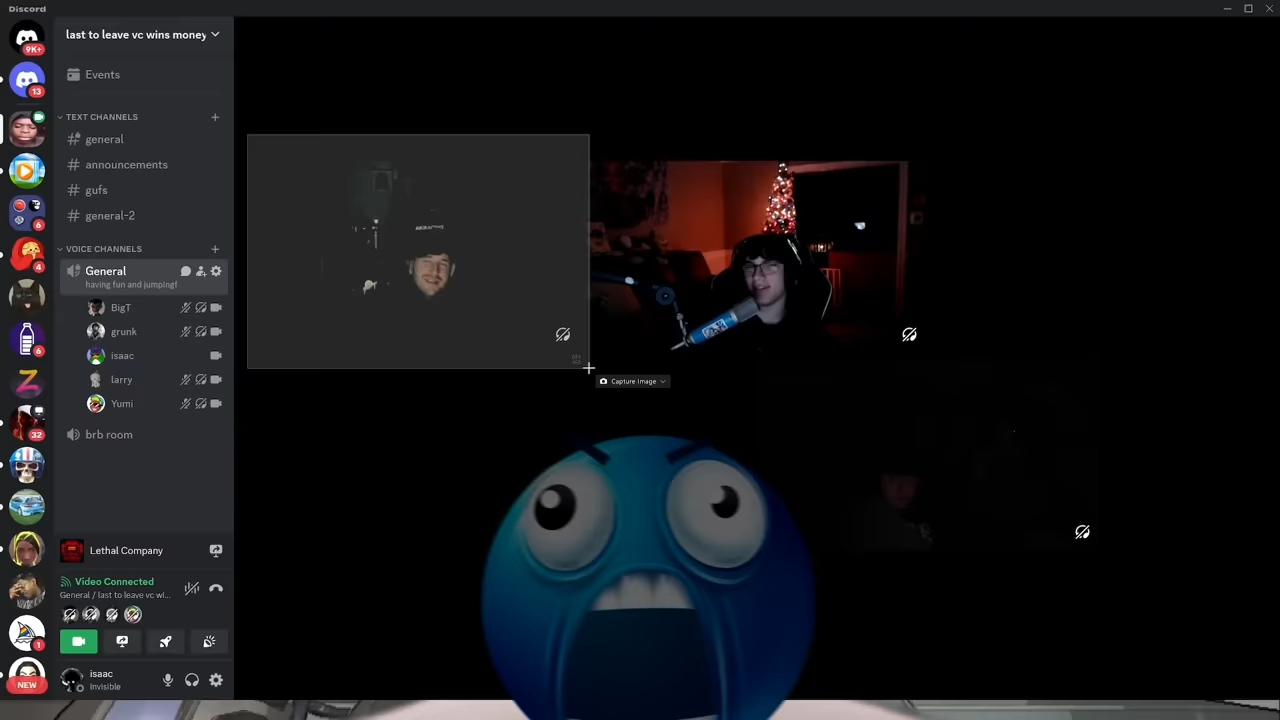 Discord
last to leave vc wins money
9K+
Events
13
TEXT CHANNELS
general
announcements
gufs
6
general-2
VOICE CHANNELS
4
General
having fun and jumping!
BigT
grunk
6
isaac
larry
Capture image
Yumi
32
brb room
Lethal Company
Video Connected
General / last to leave vc wi...
1
isaac
Invisible
NEW